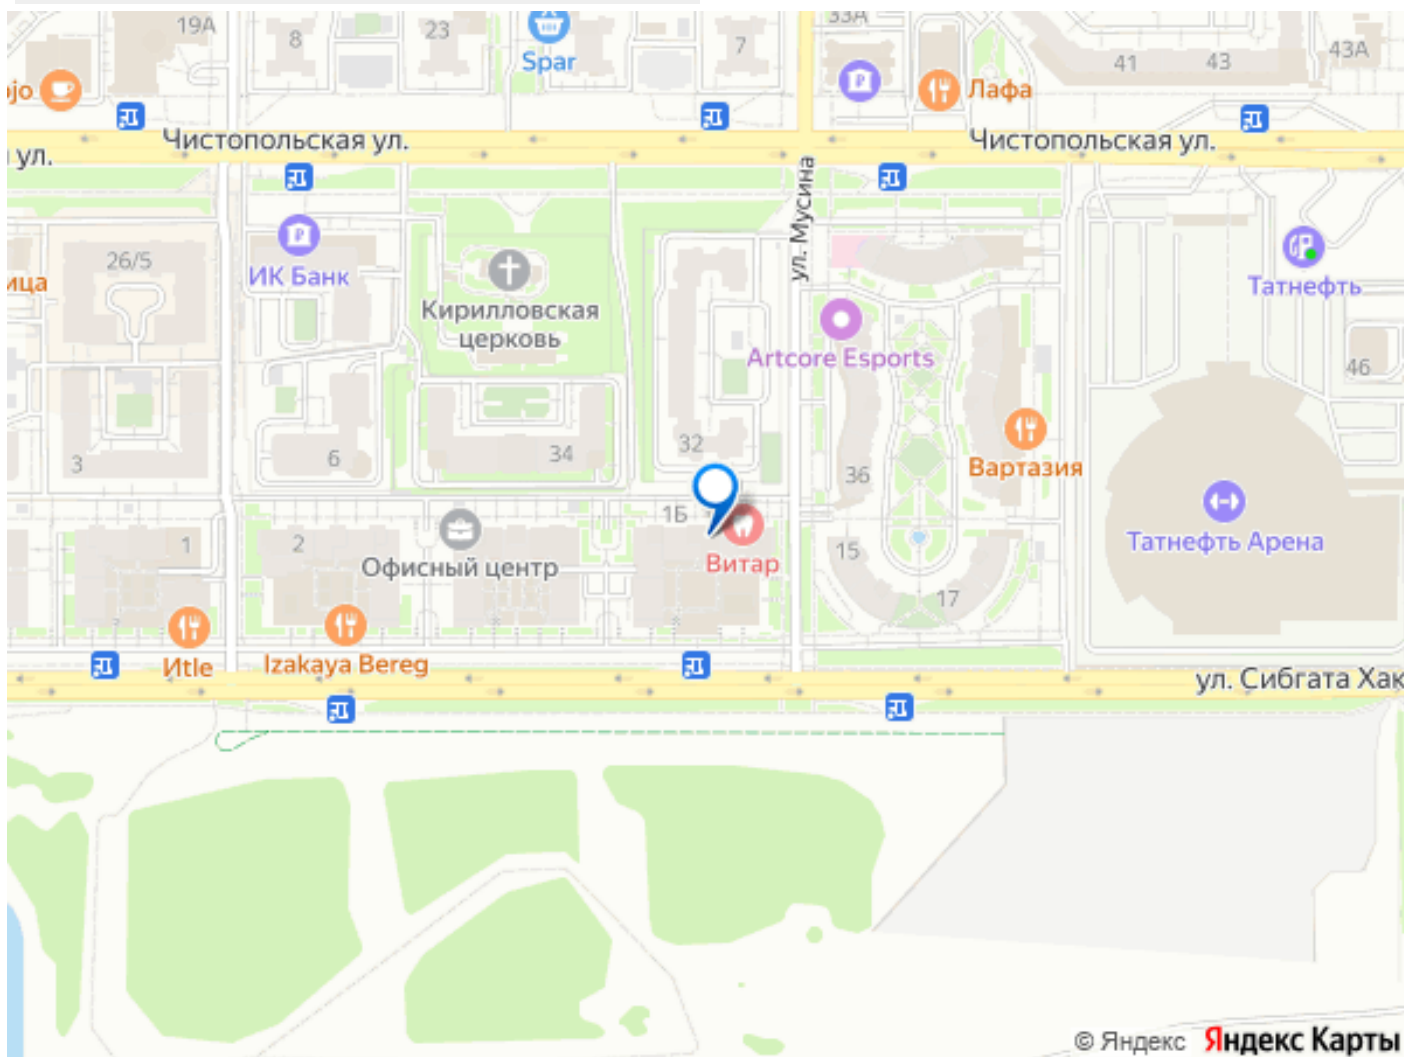 19А
8
23
Spar
7
33А
41
43
43А
Лафа
ojo
Чистопольская ул.
Чистопольская ул.
ул.
ул. Мусина
26/5
ица
ИК Банк
Кирилловская
церковь
Artcore Esports
Татнефть
46
3
6
34
32
36
Вартазия
1
2
Офисный центр
1Б
Витар
15
17
Татнефть Арена
Иtle
Izakaya Bereg
ул. Сибгата Хак
© Яндекс Яндекс Карты